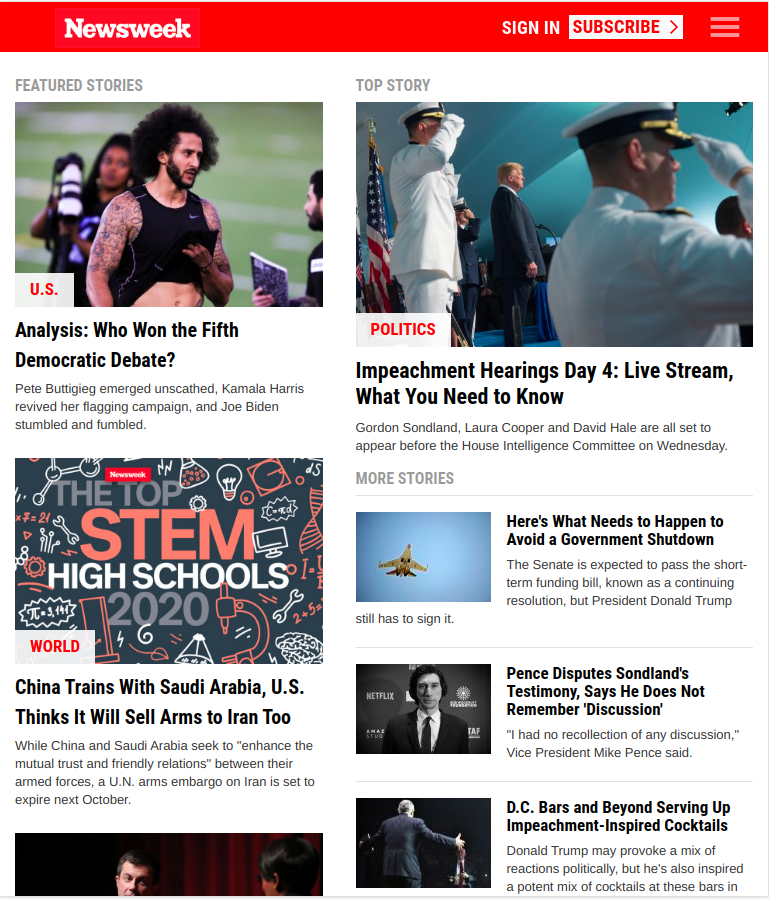 Newsweek
SIGN IN
SUBSCRIBE
FEATURED STORIES
U.S.
Analysis: Who Won the Fifth
Democratic Debate?
Pete Buttigieg emerged unscathed, Kamala Harris
revived her flagging campaign, and Joe Biden
stumbled and fumbled.
Newsweek
THE TOP
STEM
HIGH SCHOOLS
2020
WORLD
China Trains With Saudi Arabia, U.S.
Thinks It Will Sell Arms to Iran Too
While China and Saudi Arabia seek to "enhance the
mutual trust and friendly relations" between their
armed forces, a U.N. arms embargo on Iran is set to
expire next October.
TOP STORY
POLITICS
Impeachment Hearings Day 4: Live Stream,
What You Need to Know
Gordon Sondland, Laura Cooper and David Hale are all set to
appear before the House Intelligence Committee on Wednesday.
MORE STORIES
Here's What Needs to Happen to
Avoid a Government Shutdown
The Senate is expected to pass the short-
term funding bill, known as a continuing
resolution, but President Donald Trump
still has to sign it.
NETFLIX
Pence Disputes Sondland's
Testimony, Says He Does Not
Remember 'Discussion'
"I had no recollection of any discussion,"
Vice President Mike Pence said.
D.C. Bars and Beyond Serving Up
Impeachment-Inspired Cocktails
Donald Trump may provoke a mix of
reactions politically, but he's also inspired
a potent mix of cocktails at these bars in